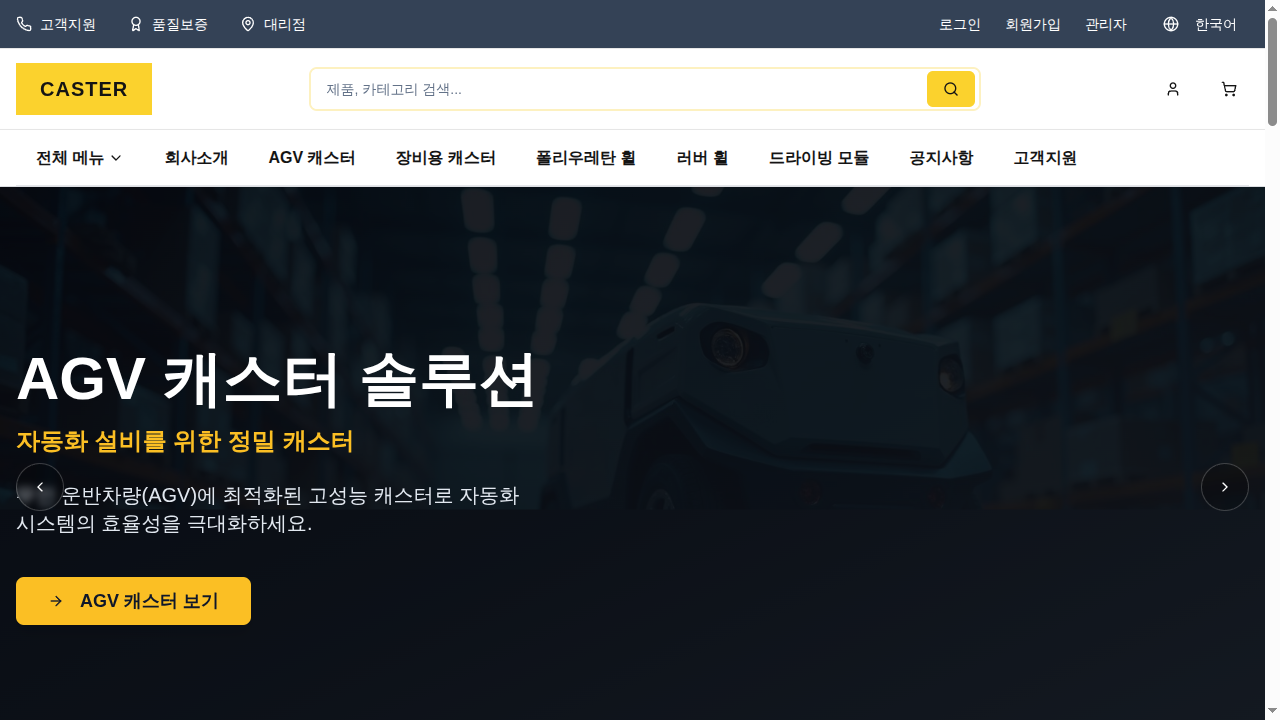 고객지원
품질보증
대리점
로그인
회원가입
관리자
한국어
CASTER
제품, 카테고리 검색...
전체 메뉴
회사소개
AGV 캐스터
장비용 캐스터
폴리우레탄 휠
러버 휠
드라이빙 모듈
공지사항
고객지원
AGV 캐스터 솔루션
자동화 설비를 위한 정밀 캐스터
운반차량(AGV)에 최적화된 고성능 캐스터로 자동화
시스템의 효율성을 극대화하세요.
AGV 캐스터 보기